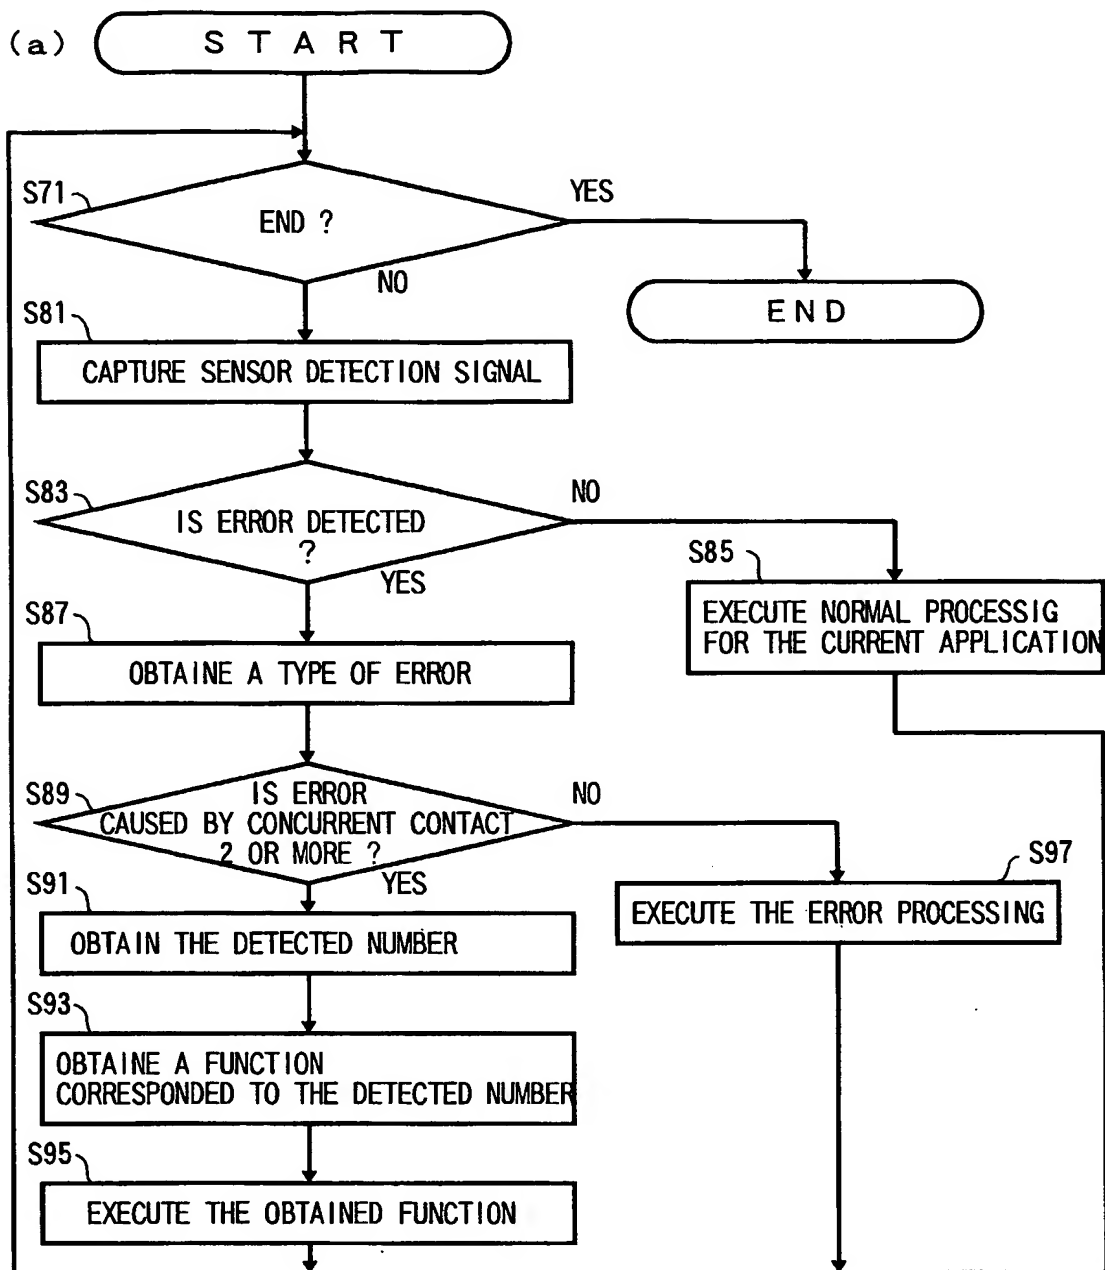 (a)
START
S71
END ?
YES
NO
END
S81
CAPTURE SENSOR DETECTION SIGNAL
S83
IS ERROR DETECTED
?
NO
YES
S85
EXECUTE NORMAL PROCESSIG
FOR THE CURRENT APPLICATION
S87
OBTAINE A TYPE OF ERROR
S89
IS ERROR
CAUSED BY CONCURRENT CONTACT
2 OR MORE ?
NO
YES
S97
EXECUTE THE ERROR PROCESSING
S91
OBTAIN THE DETECTED NUMBER
S93
OBTAINE A FUNCTION
CORRESPONDED TO THE DETECTED NUMBER
S95
EXECUTE THE OBTAINED FUNCTION